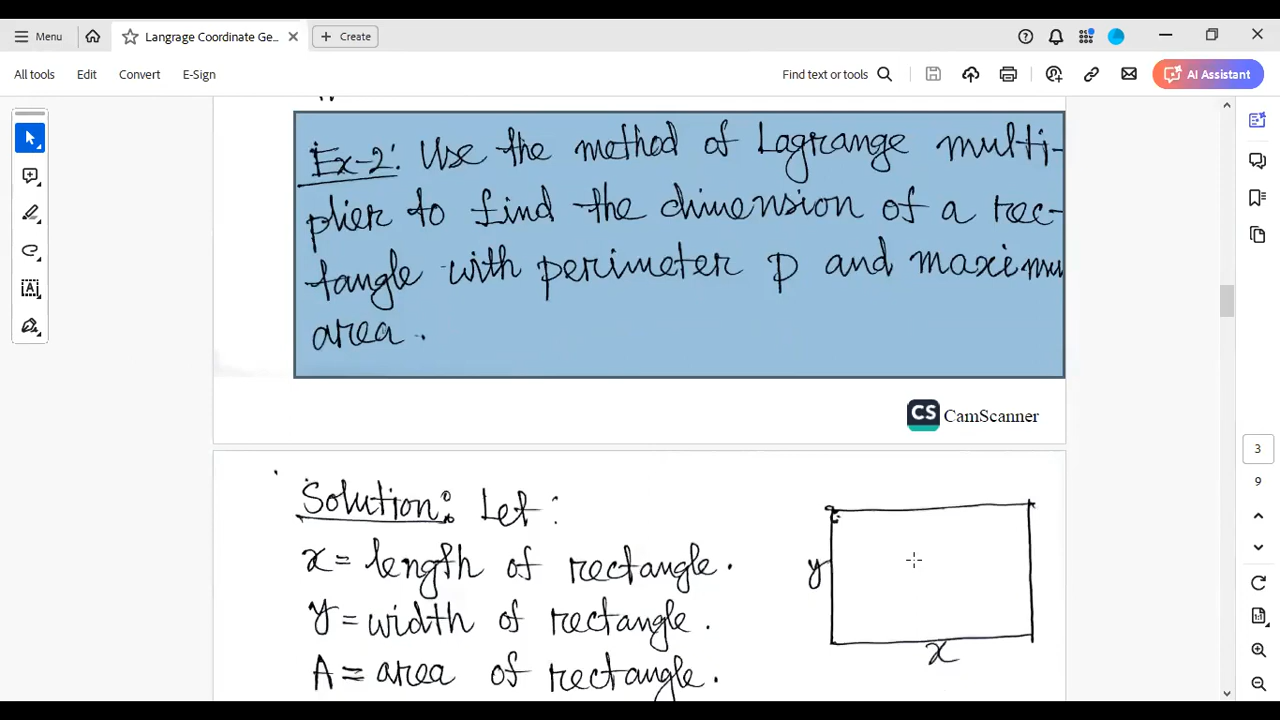 Menu
Langrage Coordinate Ge...
Create
All tools
Edit
Convert
E-Sign
Find text or tools
AI Assistant
Ex-2: Use the method of Lagrange multi-
plier to find the dimension of a rec-
tangle with perimeter p and maximu
area.
CS CamScanner
3
9
Solution: Let:
x = length of rectangle.
y = width of rectangle.
A = area of rectangle.
y
x